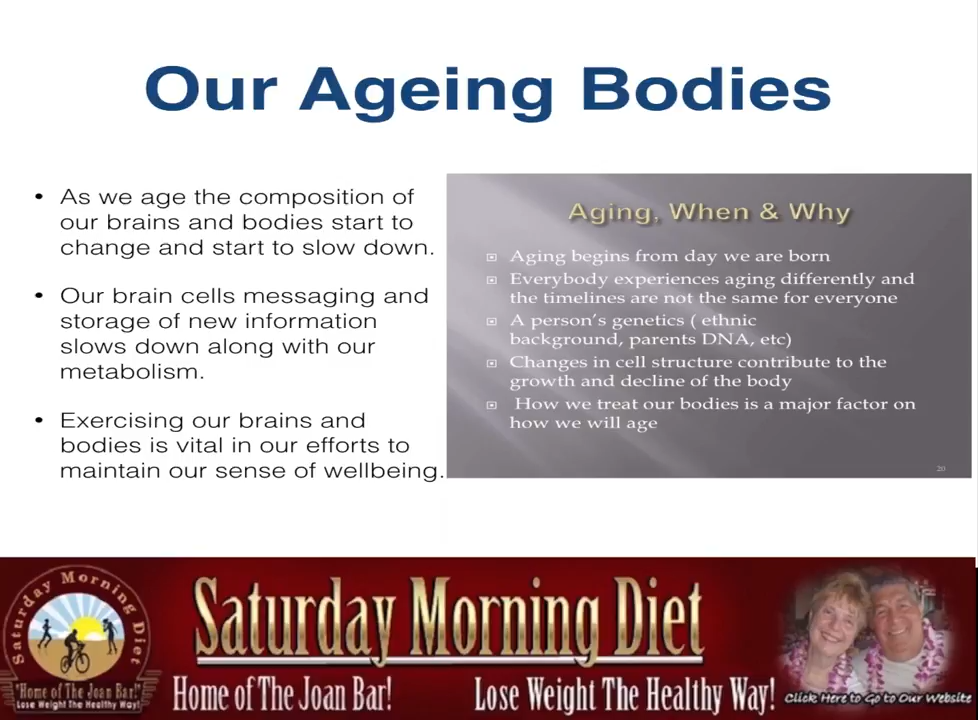 Our Ageing Bodies
• As we age the composition of
our brains and bodies start to
change and start to slow down.
• Our brain cells messaging and
storage of new information
slows down along with our
metabolism.
• Exercising our brains and
bodies is vital in our efforts to
maintain our sense of wellbeing.
Aging, When & Why
Aging begins from day we are born
Everybody experiences aging differently and
the timelines are not the same for everyone
A person's genetics ( ethnic
background, parents DNA, etc)
Changes in cell structure contribute to the
growth and decline of the body
How we treat our bodies is a major factor on
how we will age
20
Saturday Morning Diet
"Home of The Joan Bar!"
Lose Weight The Healthy Way!
Saturday Morning Diet
Home of The Joan Bar!
Lose Weight The Healthy Way!
Click Here to Go to Our Website